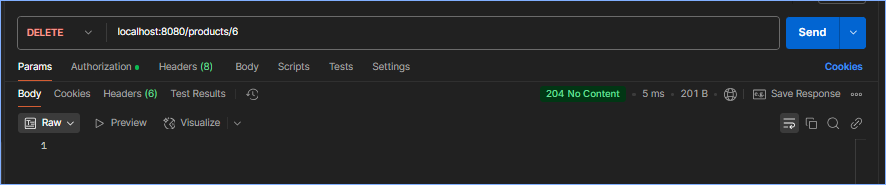 DELETE localhost:8080/products/6 Send
Params Authorization Headers (8) Body Scripts Tests Settings Cookies
Body Cookies Headers (6) Test Results 204 No Content 5 ms 201 B e.g. Save Response
Raw Preview Visualize
1